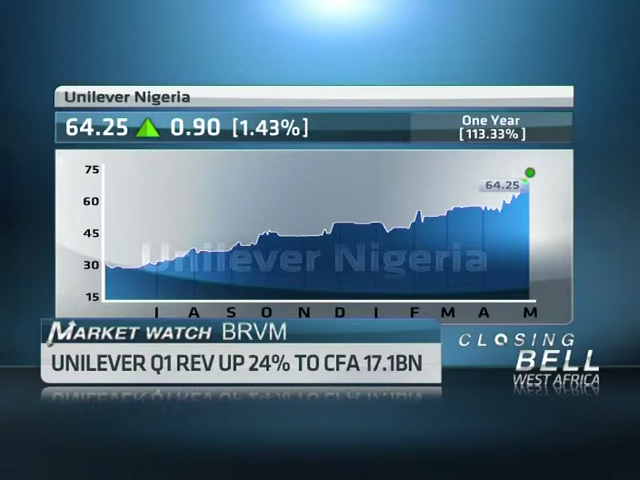 Unilever Nigeria
64.25 0.90 [1.43%]
One Year
[113.33%]
75
60
45
30
15
64.25
Unilever Nigeria
J A S O N D J F M A M
MARKET WATCH BRVM
UNILEVER Q1 REV UP 24% TO CFA 17.1BN
CLOSING
BELL
WEST AFRICA